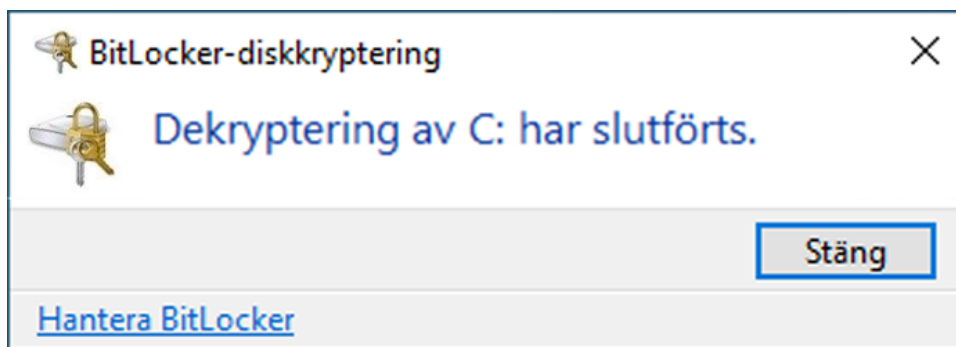 BitLocker-diskkryptering
Dekryptering av C: har slutförts.
Stäng
Hantera BitLocker